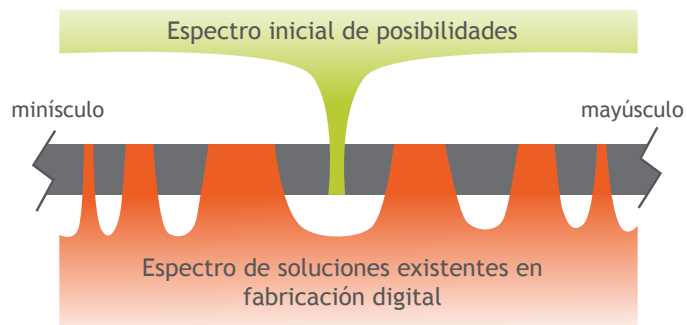 Espectro inicial de posibilidades
minísculo
mayúsculo
Espectro de soluciones existentes en
fabricación digital